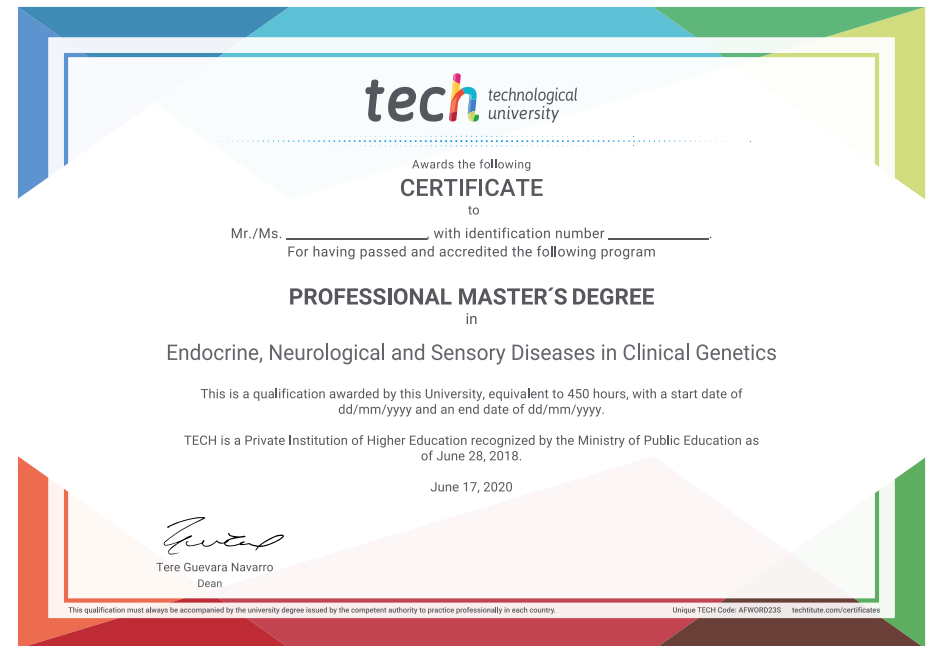 tech technological
university
Awards the following
CERTIFICATE
to
Mr./Ms. ____________________, with identification number ______________.
For having passed and accredited the following program
PROFESSIONAL MASTER´S DEGREE
in
Endocrine, Neurological and Sensory Diseases in Clinical Genetics
This is a qualification awarded by this University, equivalent to 450 hours, with a start date of
dd/mm/yyyy and an end date of dd/mm/yyyy.
TECH is a Private Institution of Higher Education recognized by the Ministry of Public Education as
of June 28, 2018.
June 17, 2020
Tere Guevara Navarro
Dean
This qualification must always be accompanied by the university degree issued by the competent authority to practice professionally in each country. Unique TECH Code: AFWORD23S techtitute.com/certificates